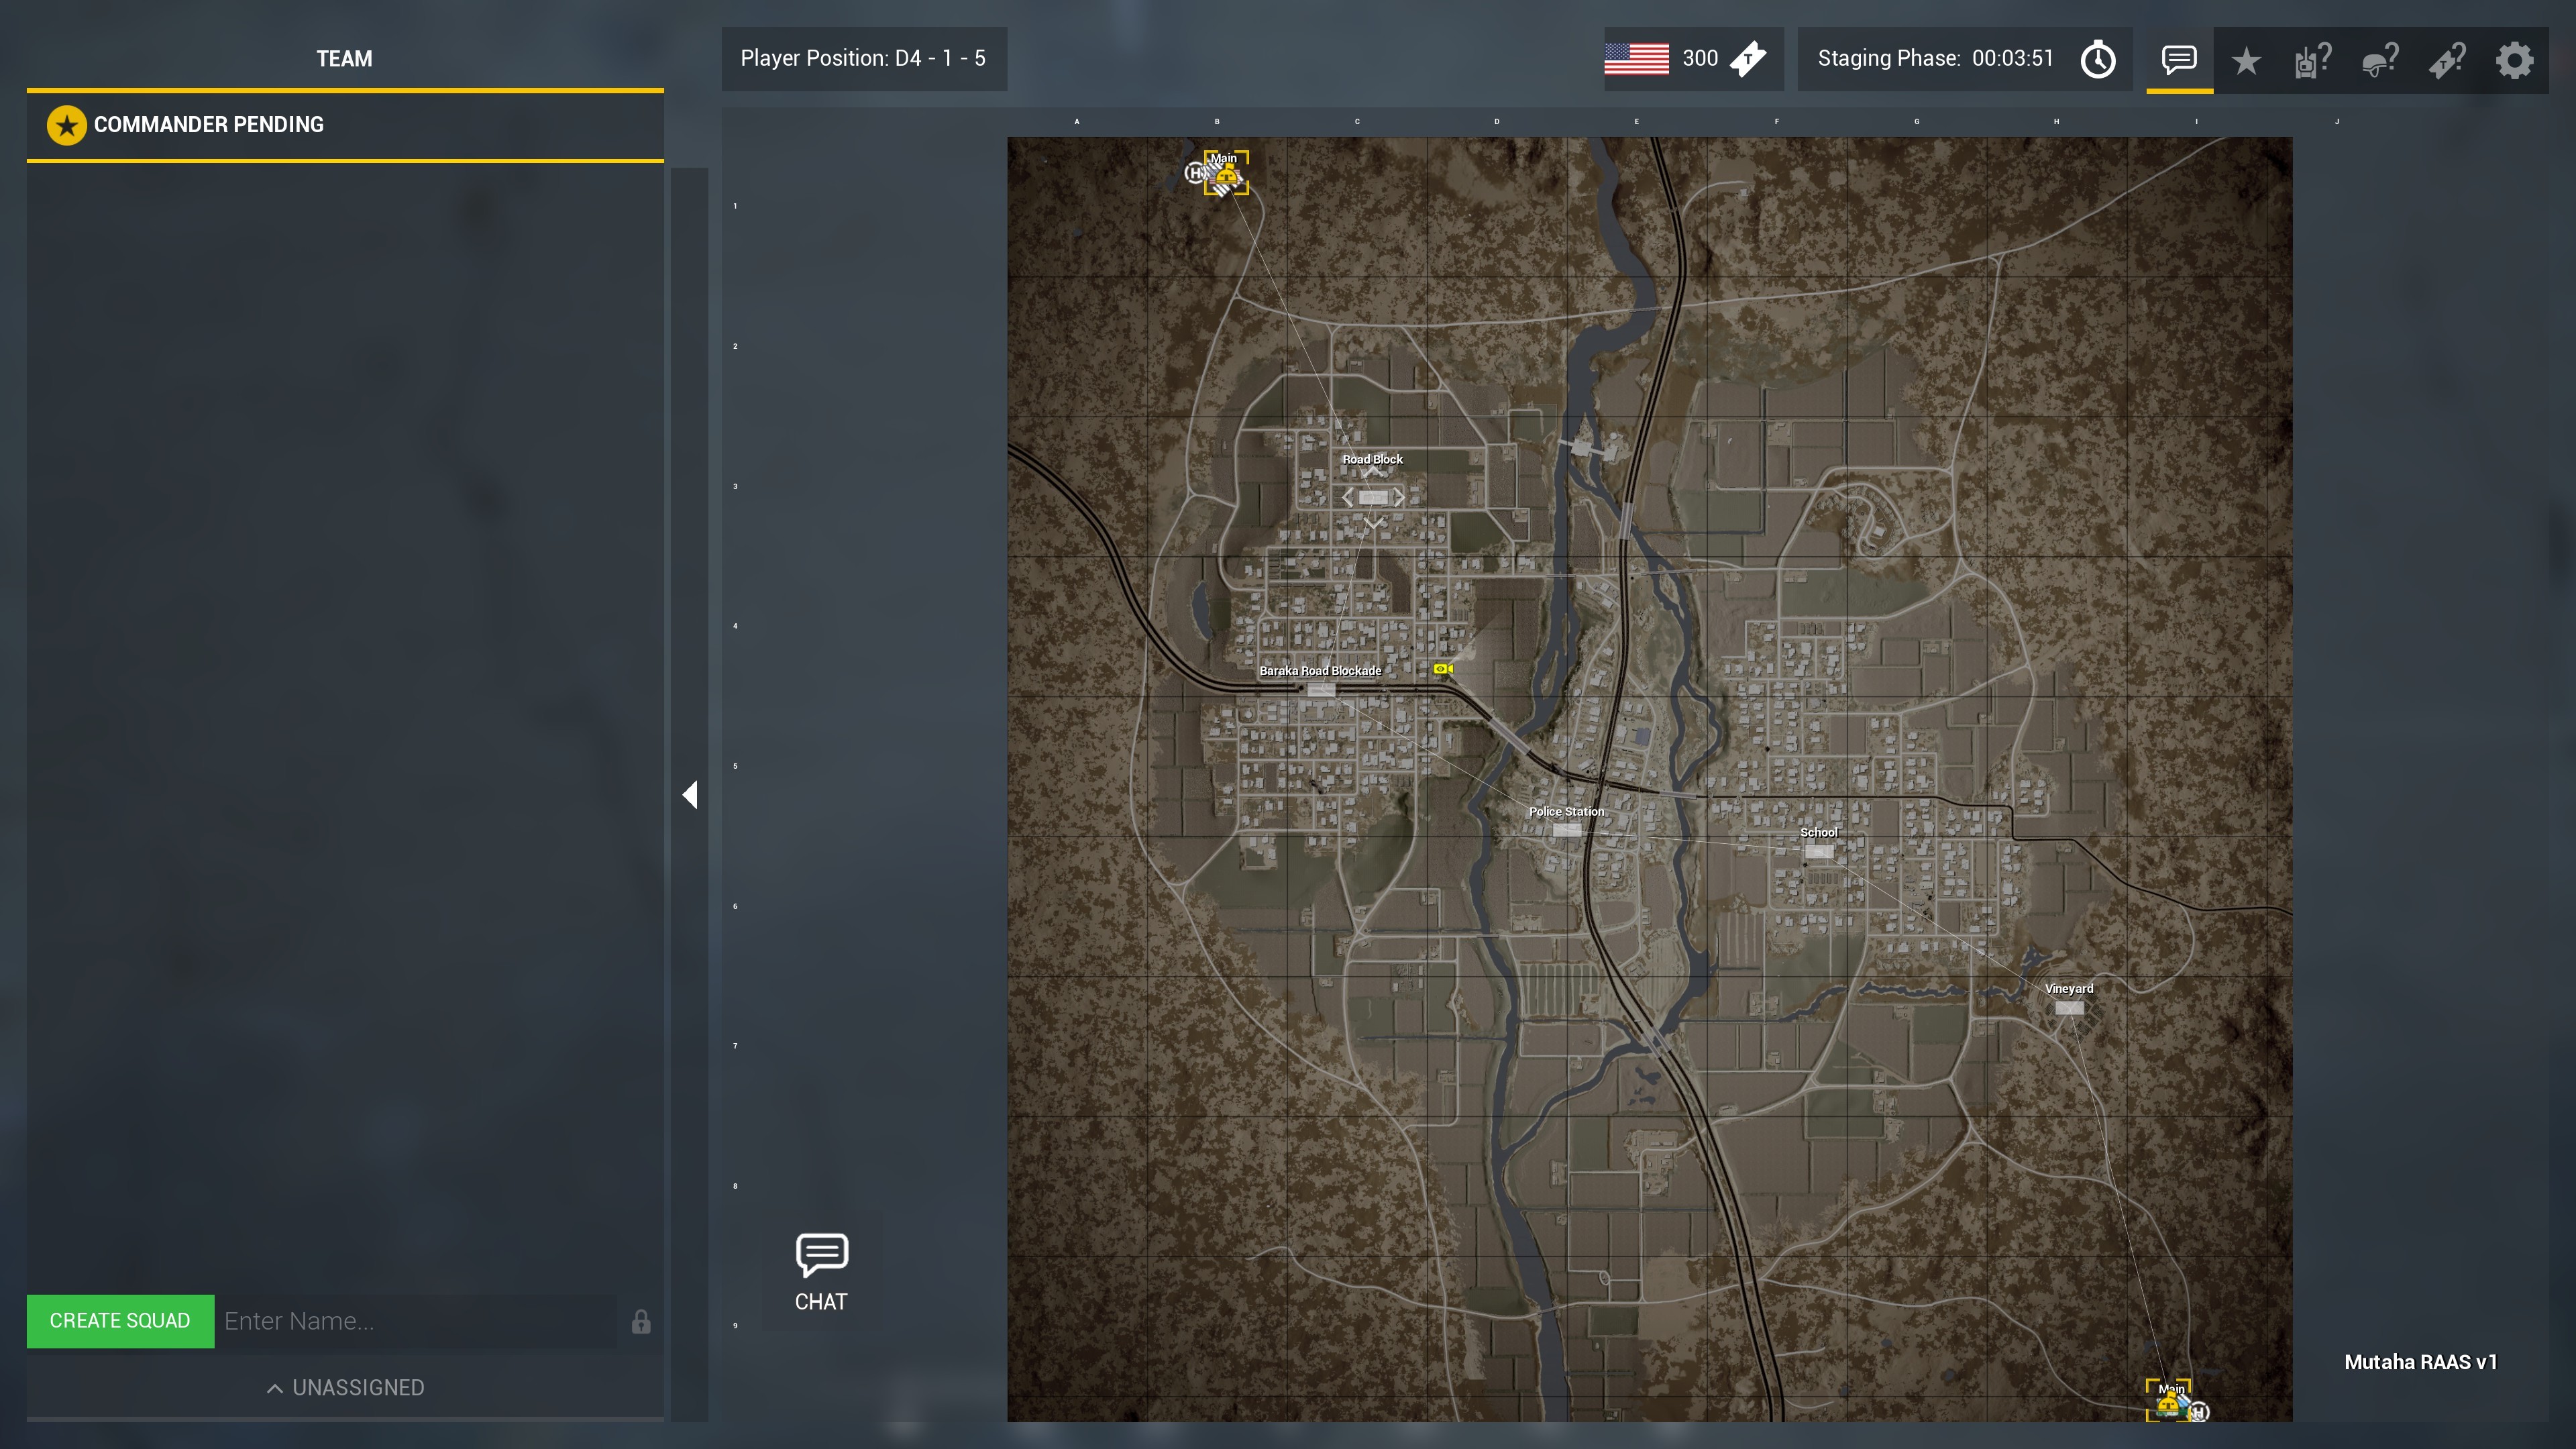 TEAM
Player Position: D4 - 1 - 5
300
T
Staging Phase: 00:03:51
COMMANDER PENDING
A B C D E F G H I J
Main
H
1
2
Road Block
3
4
Baraka Road Blockade
5
Police Station
School
6
Vineyard
7
8
CHAT
9
CREATE SQUAD
Enter Name...
Mutaha RAAS v1
UNASSIGNED
Main
H